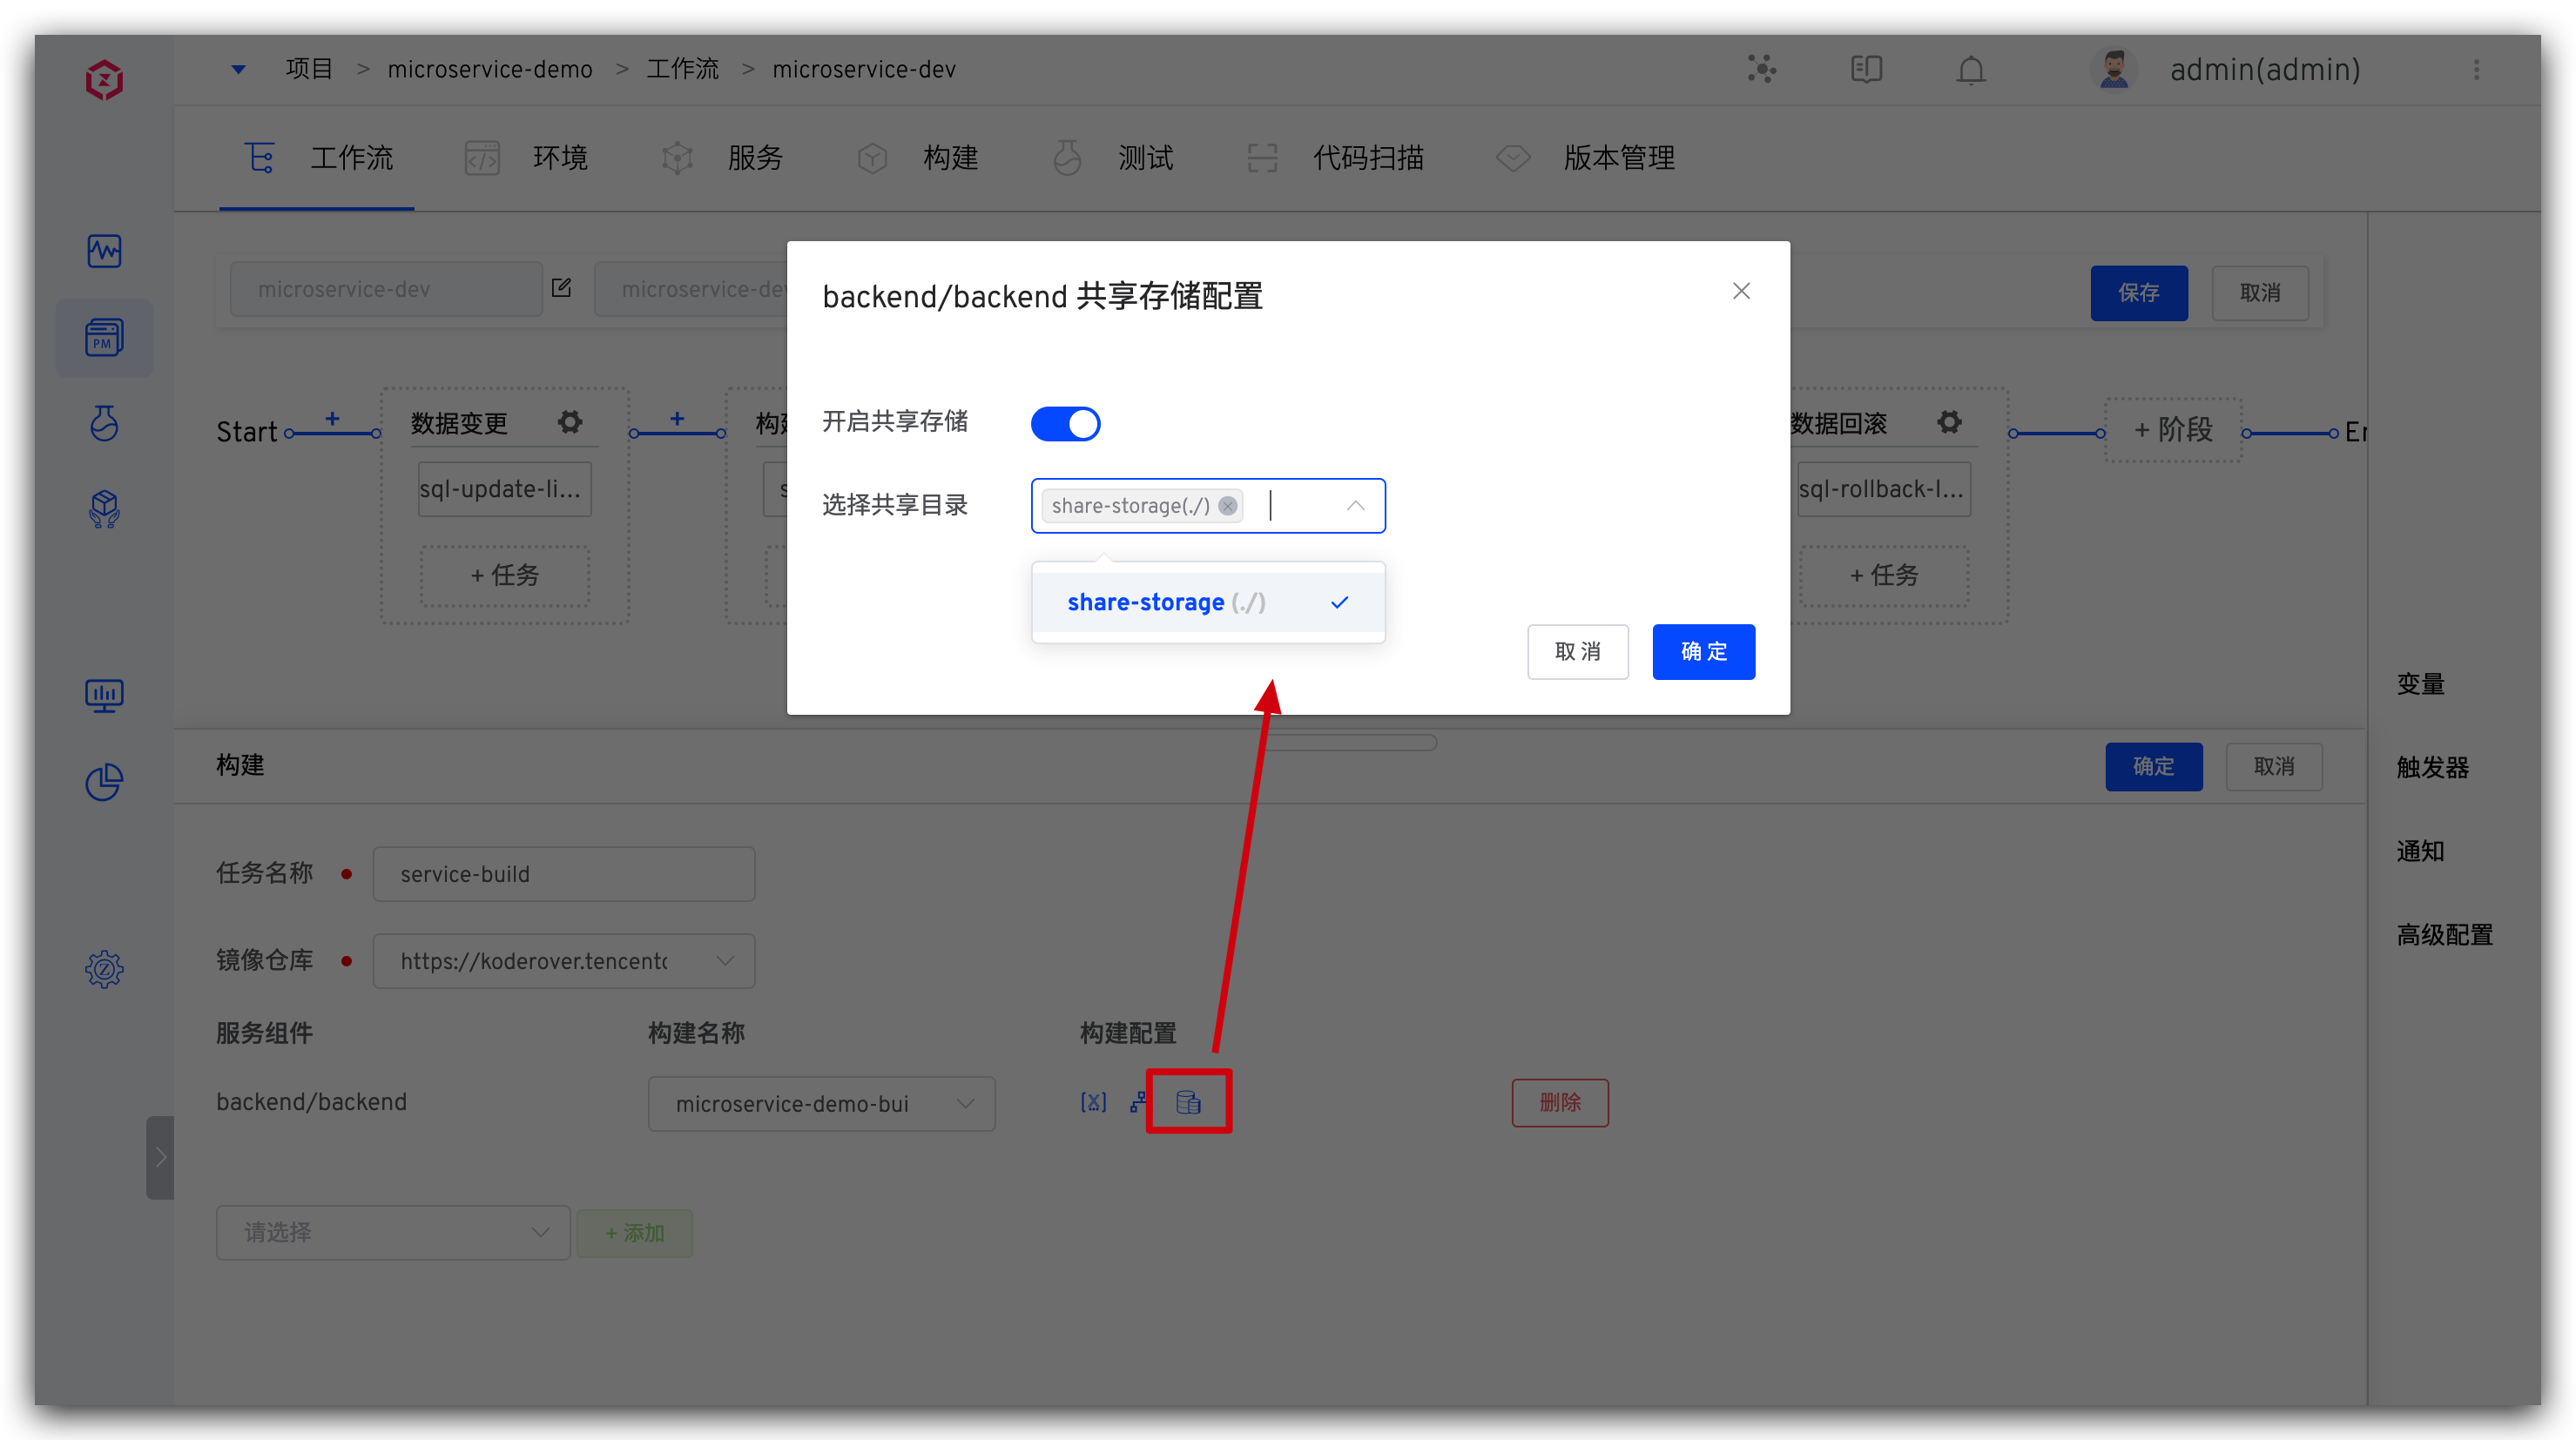 项目 > microservice-demo > 工作流 > microservice-dev
admin(admin)
工作流 环境 服务 构建 测试 代码扫描 版本管理
PM
microservice-dev
保存 取消
backend/backend 共享存储配置
开启共享存储
选择共享目录 share-storage(./)
share-storage (./)
取消 确定
Start + 数据变更 + 数据回滚 + 阶段
sql-update-li... sql-rollback-l...
+ 任务 + 任务
变量
触发器
通知
高级配置
构建 确定 取消
任务名称 service-build
镜像仓库 https://koderover.tencent
服务组件 构建名称 构建配置
backend/backend microservice-demo-bui [x] 删除
请选择 + 添加